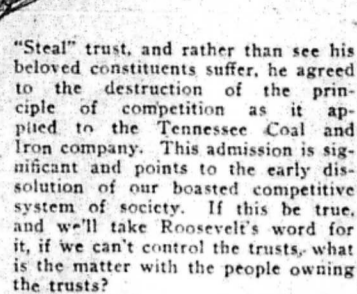 "Steal" trust, and rather than see his
beloved constituents suffer, he agreed
to the destruction of the prin-
ciple of competition as it ap-
plied to the Tennessee Coal and
Iron company. This admission is sig-
nificant and points to the early dis-
solution of our boasted competitive
system of society. If this be true,
and we'll take Roosevelt's word for
it, if we can't control the trusts, what
is the matter with the people owning
the trusts?